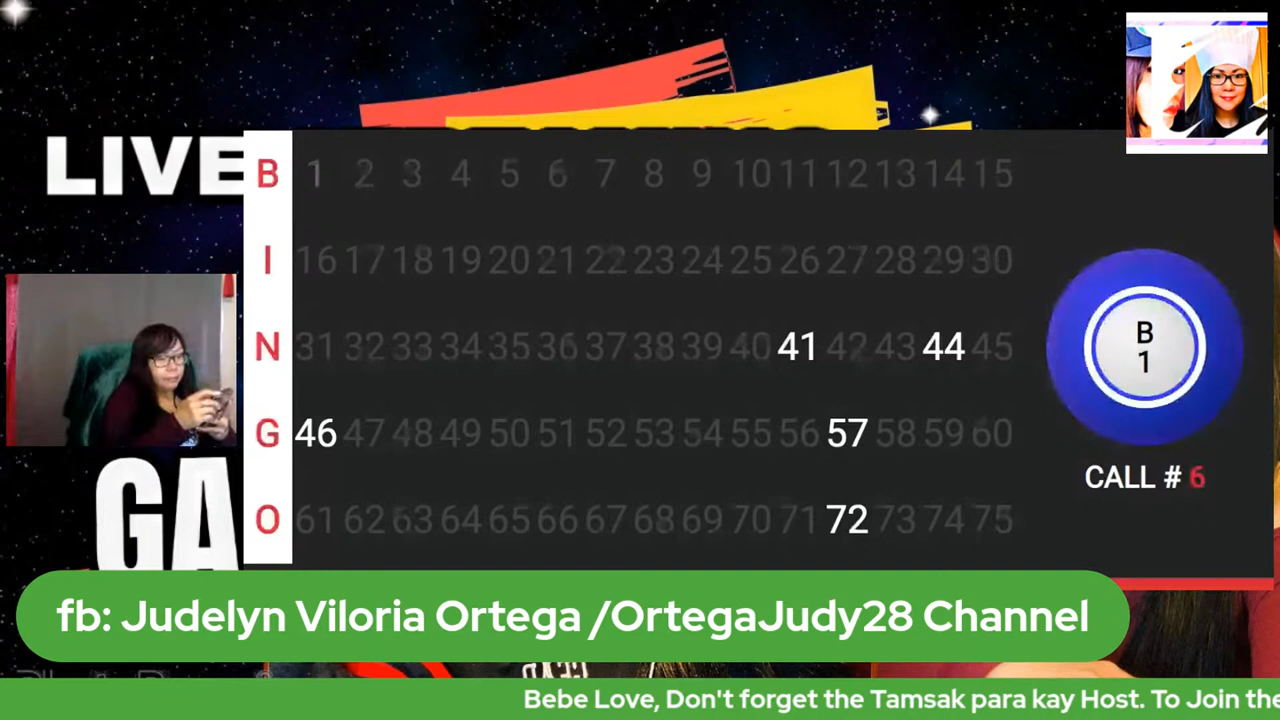 LIVE
B 1 2 3 4 5 6 7 8 9 10 11 12 13 14 15
I 16 17 18 19 20 21 22 23 24 25 26 27 28 29 30
N 31 32 33 34 35 36 37 38 39 40 41 42 43 44 45
G 46 47 48 49 50 51 52 53 54 55 56 57 58 59 60
O 61 62 63 64 65 66 67 68 69 70 71 72 73 74 75
B
1
CALL # 6
GA
fb: Judelyn Viloria Ortega /OrtegaJudy28 Channel
Bebe Love, Don't forget the Tamsak para kay Host. To Join the